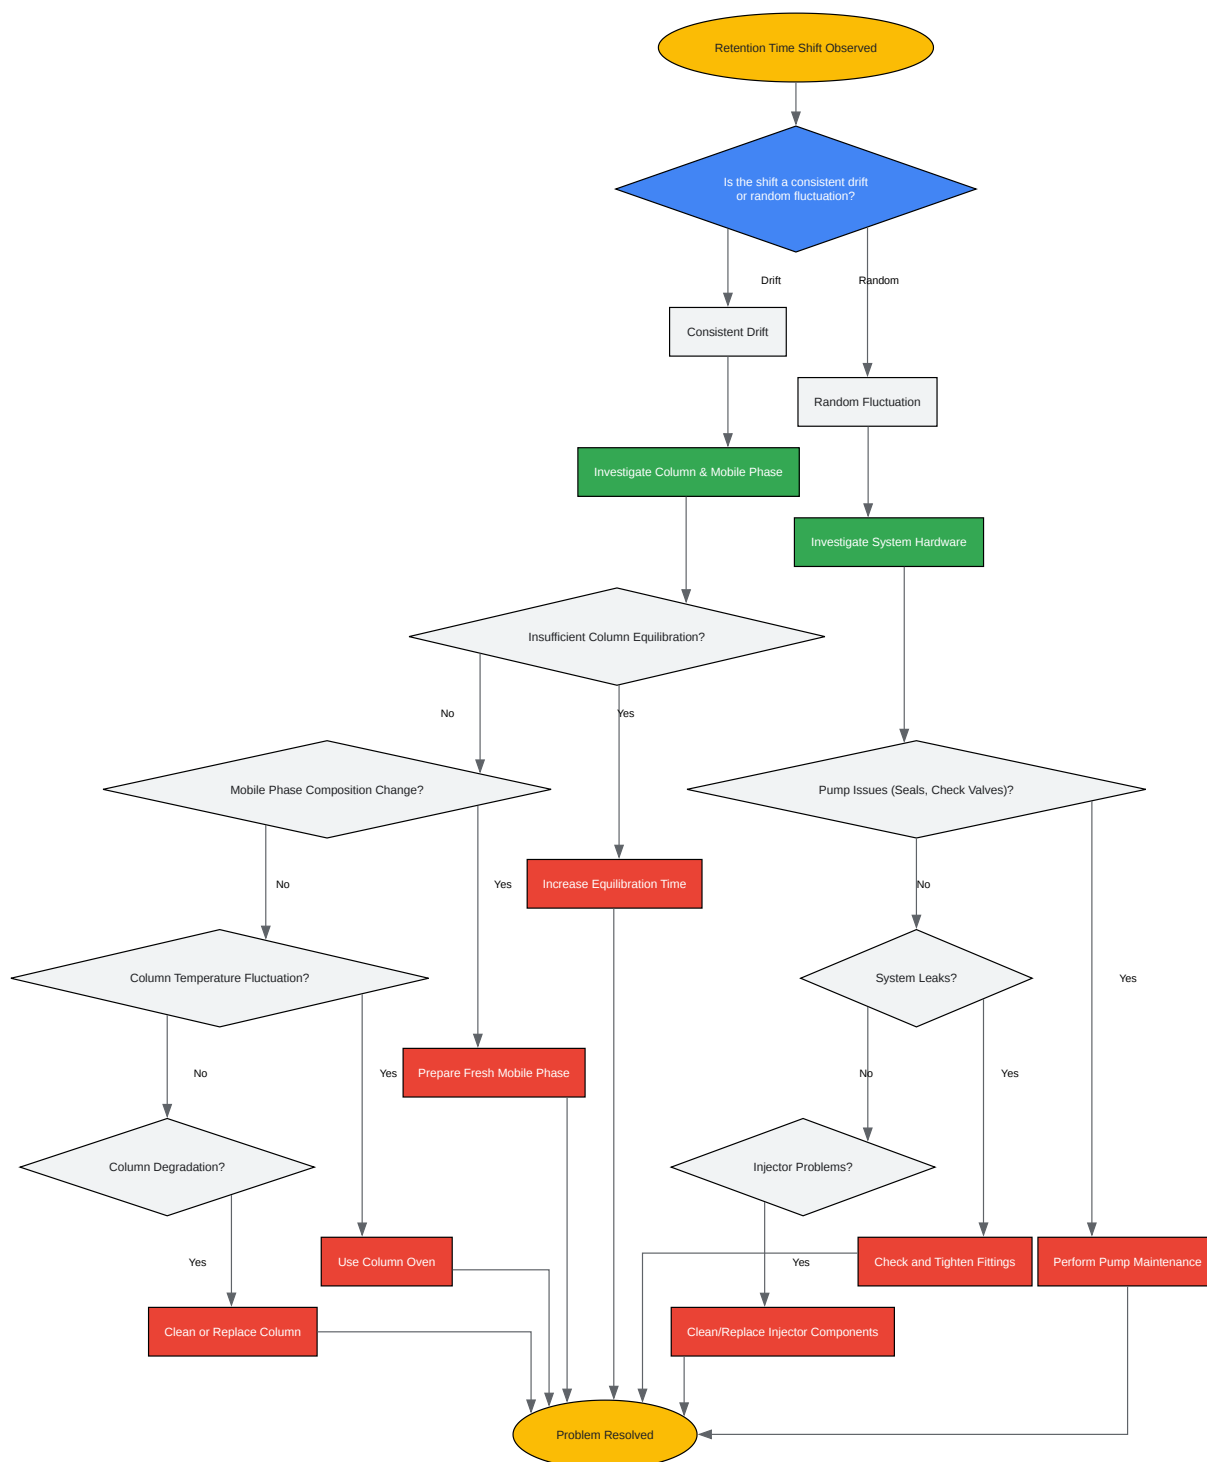 Retention Time Shift Observed
Is the shift a consistent drift
or random fluctuation?
Drift
Random
Consistent Drift
Random Fluctuation
Investigate Column & Mobile Phase
Investigate System Hardware
Insufficient Column Equilibration?
No
Yes
Mobile Phase Composition Change?
Pump Issues (Seals, Check Valves)?
No
Yes
Increase Equilibration Time
No
Column Temperature Fluctuation?
System Leaks?
Yes
No
Yes
Prepare Fresh Mobile Phase
No
Yes
Column Degradation?
Injector Problems?
Yes
Use Column Oven
Yes
Check and Tighten Fittings
Perform Pump Maintenance
Clean or Replace Column
Clean/Replace Injector Components
Problem Resolved